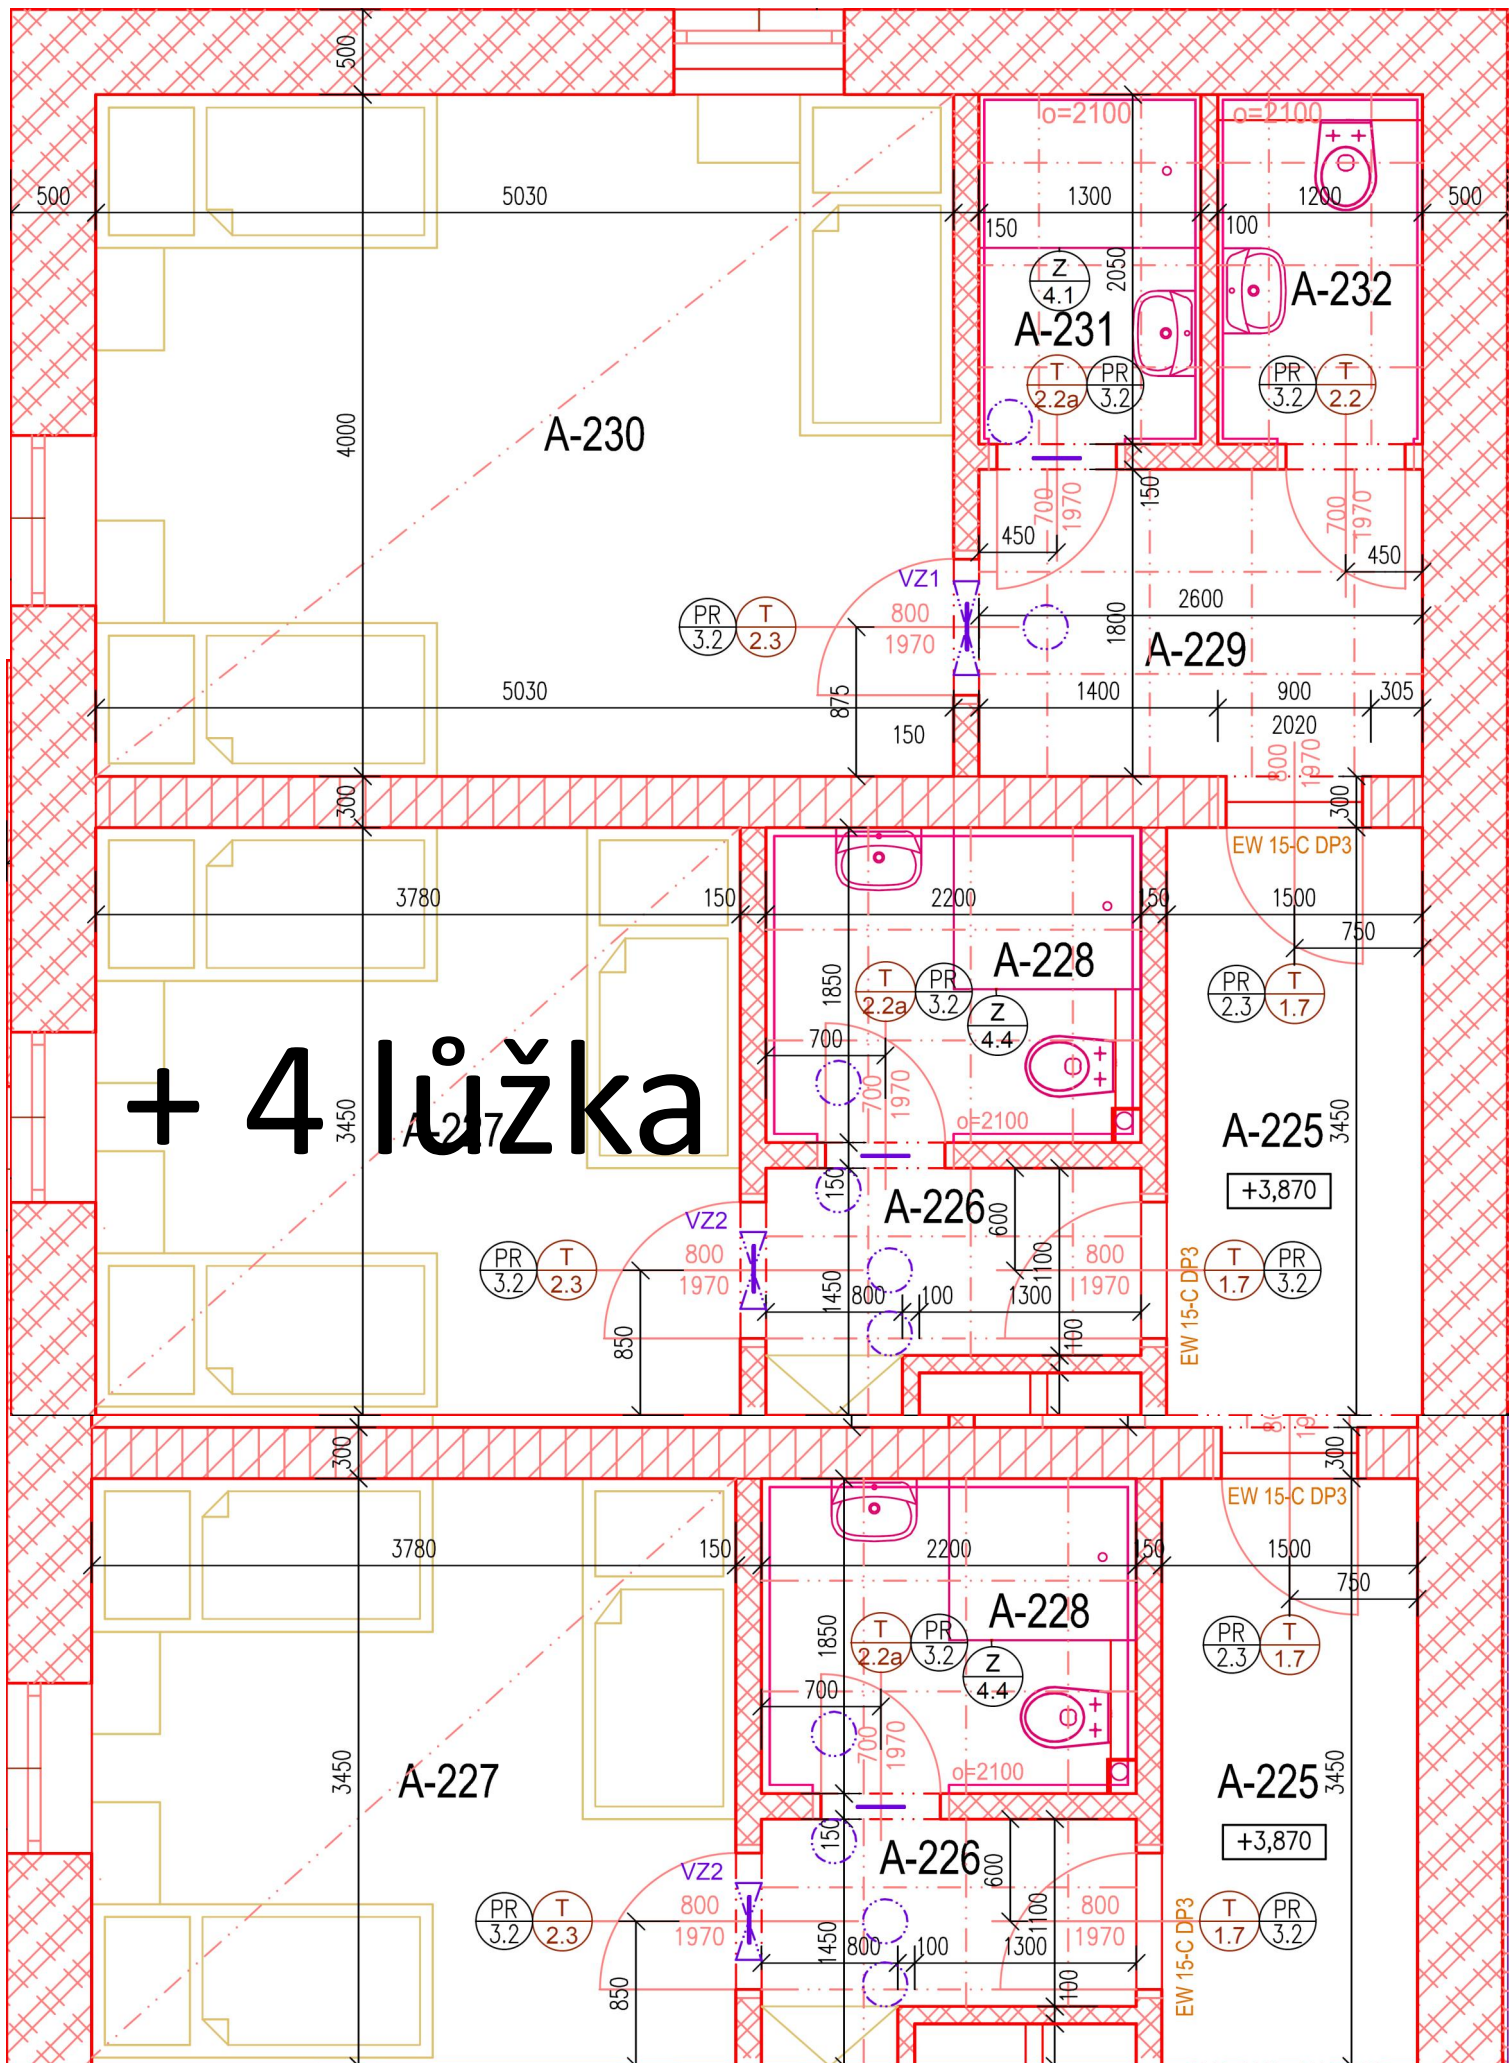 500
o=2100
o=2100
500
5030
1300
1200
500
150
100
Z
4.1
2050
A-232
A-231
T
2.2a
PR
3.2
PR
3.2
T
2.2
4000
A-230
700
1970
150
700
1970
450
450
VZ1
800
1970
2600
PR
3.2
T
2.3
1800
A-229
5030
875
150
1400
900
305
2020
800
1970
300
300
EW 15-C DP3
3780
150
2200
150
1500
750
A-228
1850
T
2.2a
PR
3.2
Z
4.4
PR
2.3
T
1.7
700
700
1970
o=2100
+ 4 lůžka
3450
A-227
A-225
3450
+3,870
150
A-226
600
VZ2
800
1970
PR
3.2
T
2.3
1100
800
1970
EW 15-C DP3
T
1.7
PR
3.2
1450
800
100
1300
850
100
300
300
EW 15-C DP3
3780
150
2200
150
1500
750
A-228
1850
T
2.2a
PR
3.2
Z
4.4
PR
2.3
T
1.7
700
700
1970
o=2100
3450
A-227
A-225
3450
+3,870
150
A-226
600
VZ2
800
1970
PR
3.2
T
2.3
1100
800
1970
EW 15-C DP3
T
1.7
PR
3.2
1450
800
100
1300
850
100